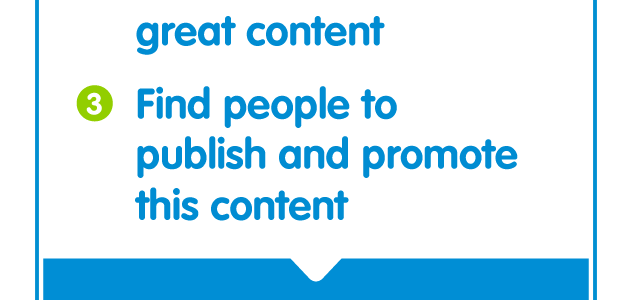 great content
3 Find people to
publish and promote
this content